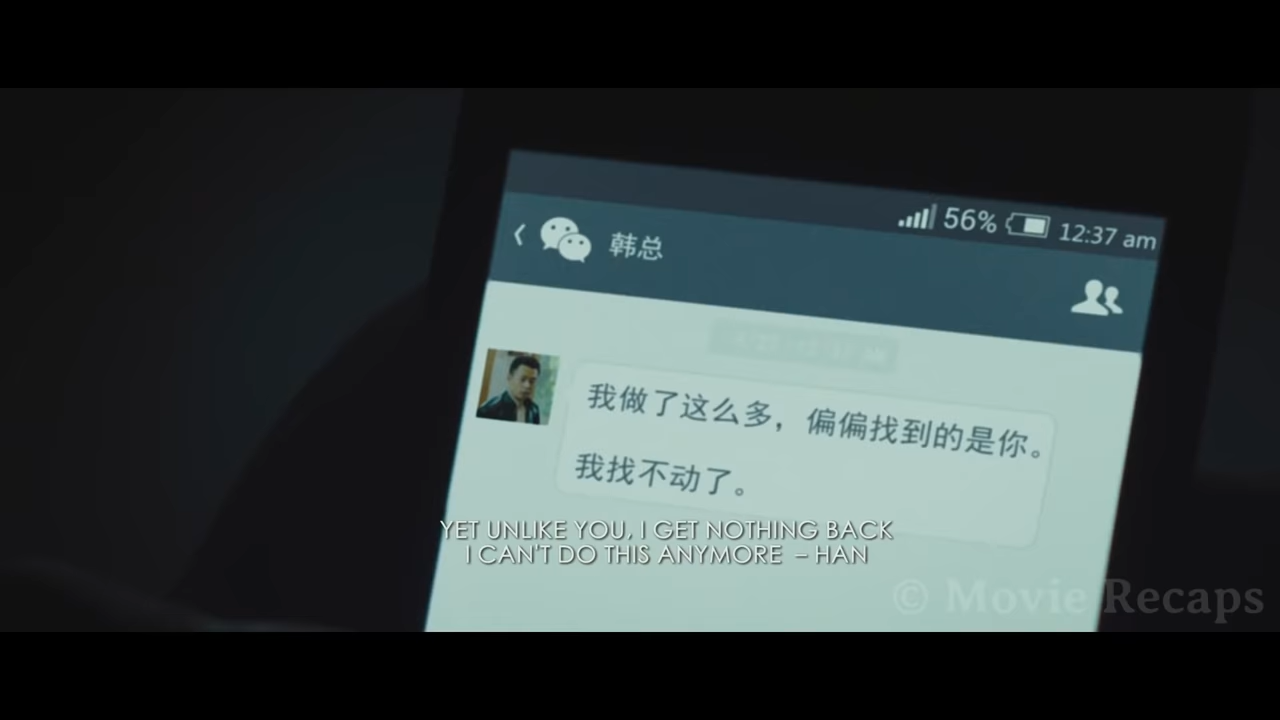 56% 12:37 am
韩总
我做了这么多，偏偏找到的是你。
我找不动了。
YET UNLIKE YOU, I GET NOTHING BACK
I CAN'T DO THIS ANYMORE – HAN
© Movie Recaps